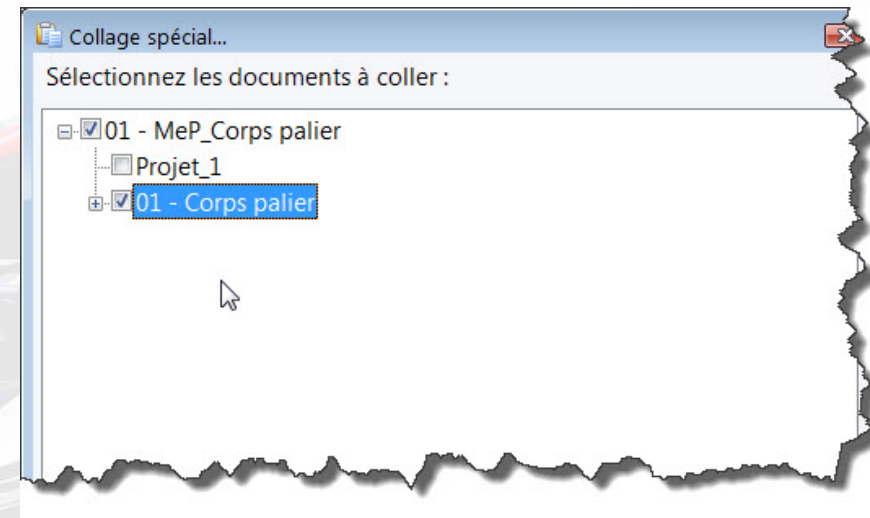 Collage spécial...
Sélectionnez les documents à coller :
01 - MeP_Corps palier
Projet_1
01 - Corps palier